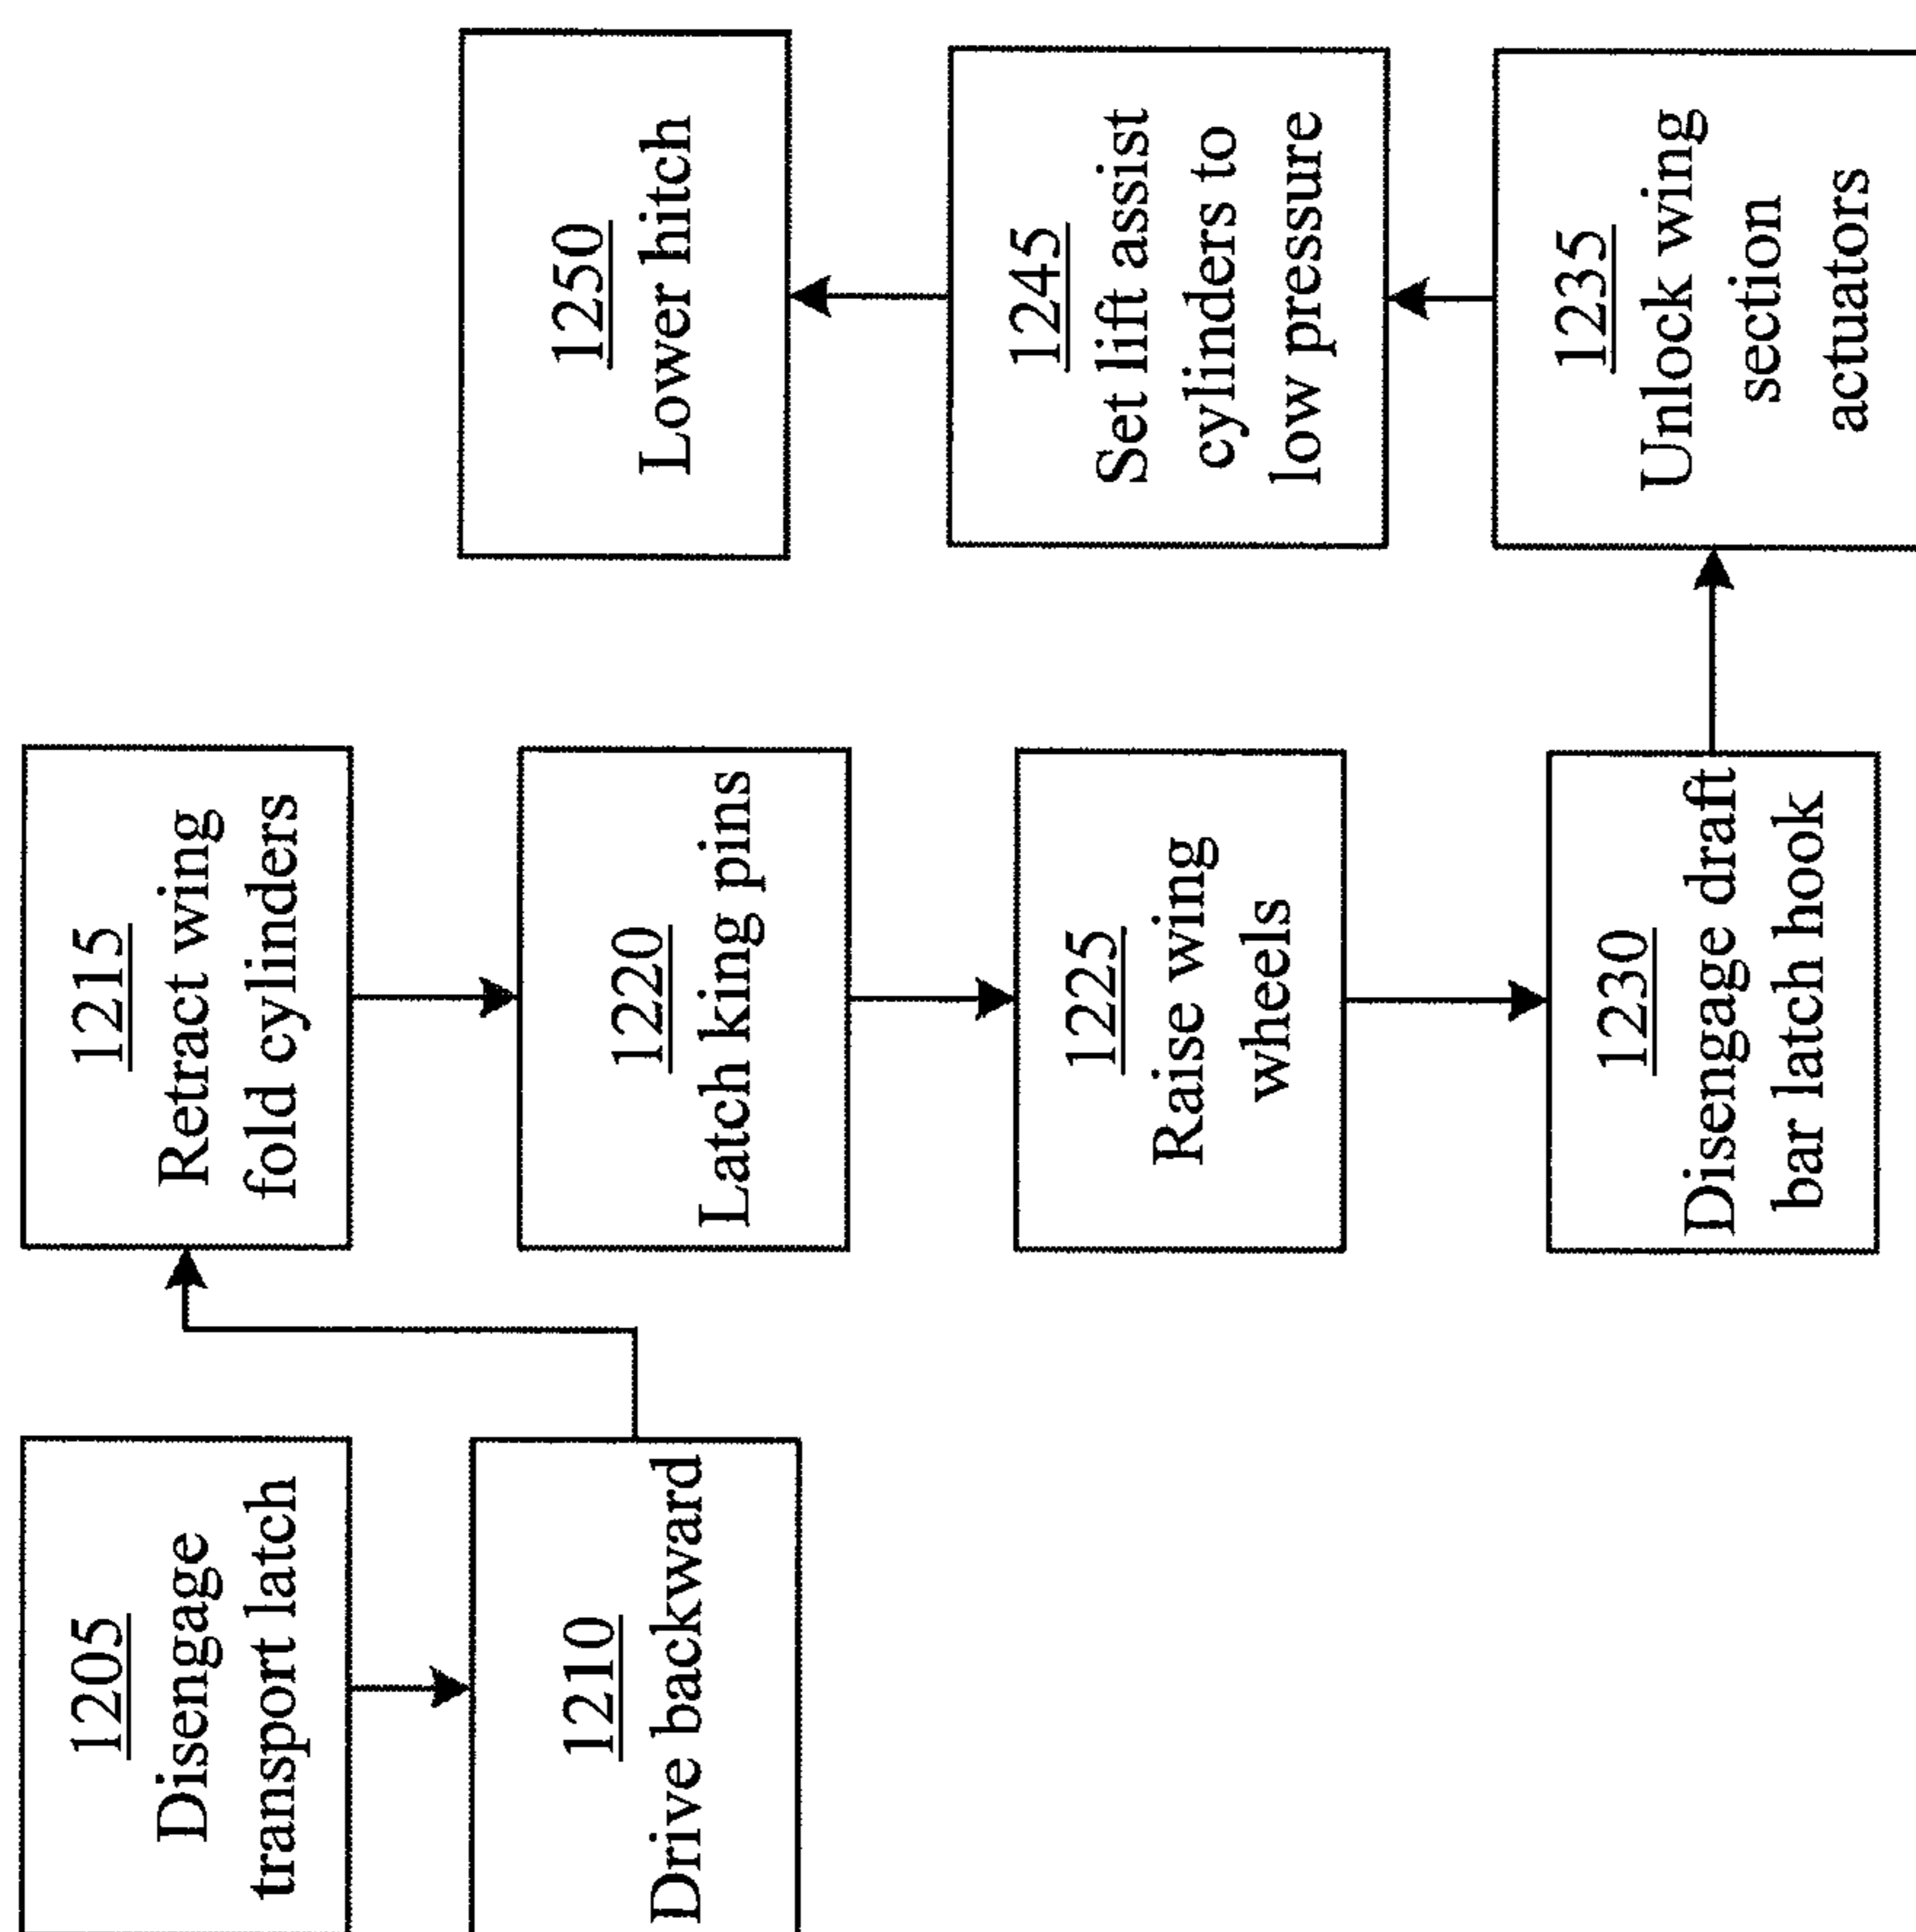 1205
Disengage
transport latch
1210
Drive backward
1215
Retract wing
fold cylinders
1220
Latch king pins
1225
Raise wing
wheels
1230
Disengage draft
bar latch hook
1235
Unlock wing
section
actuators
1245
Set lift assist
cylinders to
low pressure
1250
Lower hitch